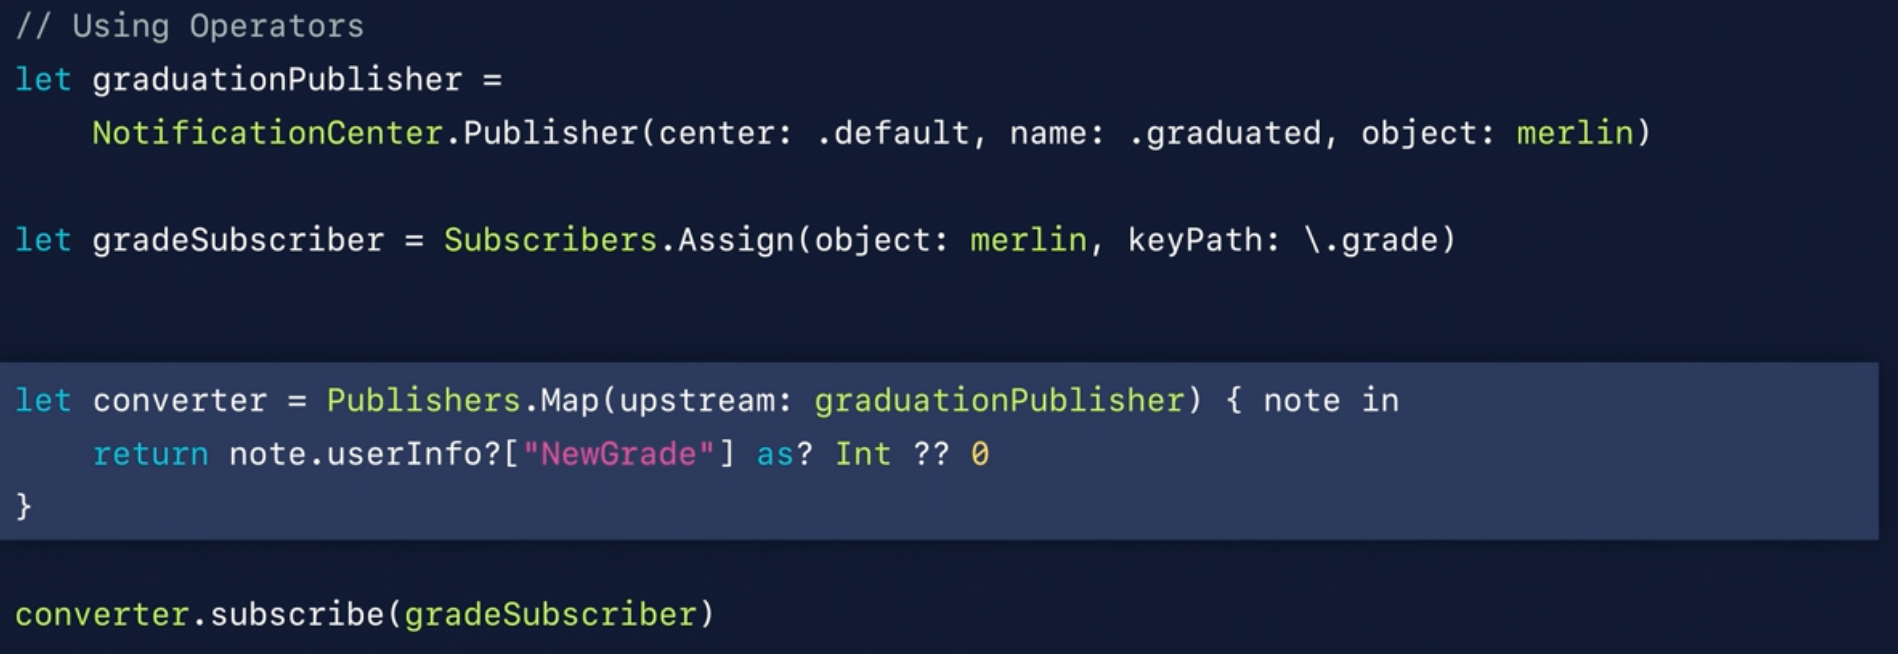 // Using Operators
let graduationPublisher =
    NotificationCenter.Publisher(center: .default, name: .graduated, object: merlin)
let gradeSubscriber = Subscribers.Assign(object: merlin, keyPath: \.grade)
let converter = Publishers.Map(upstream: graduationPublisher) { note in
    return note.userInfo?["NewGrade"] as? Int ?? 0
}
converter.subscribe(gradeSubscriber)